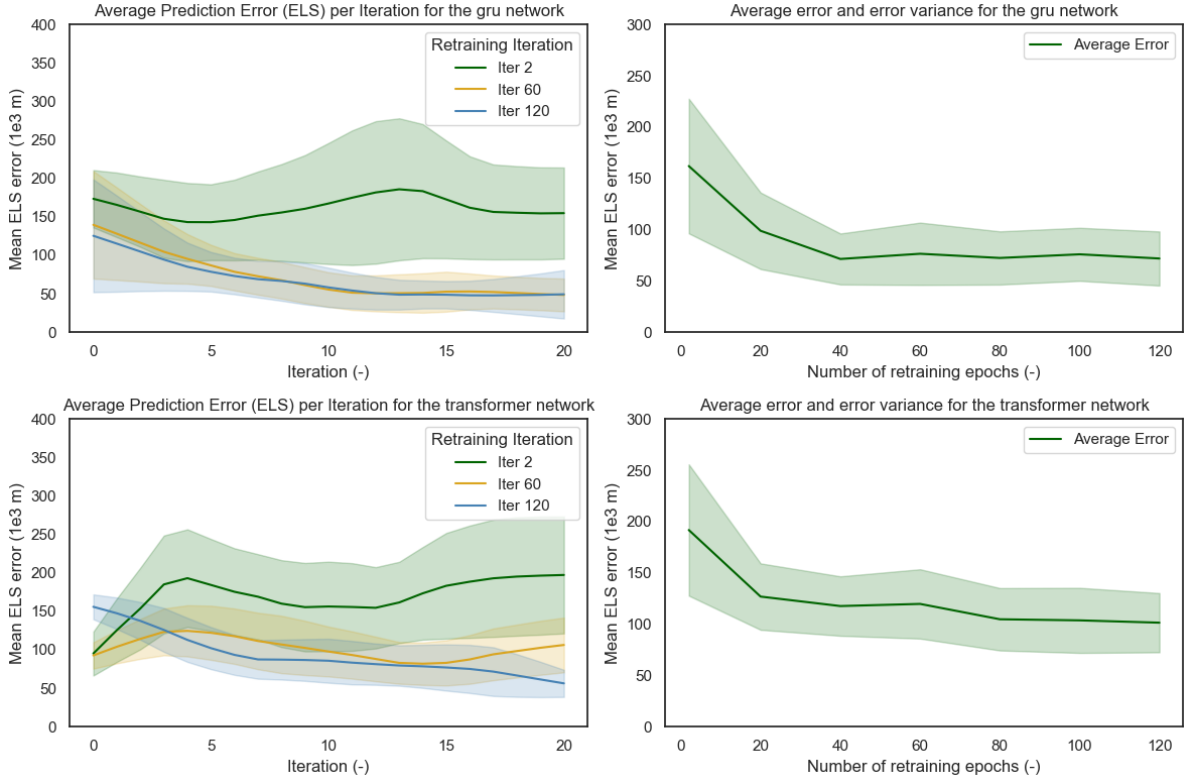 Average Prediction Error (ELS) per Iteration for the gru network
400
350
300
250
200
150
100
50
0
Mean ELS error (1e3 m)
Retraining Iteration
Iter 2
Iter 60
Iter 120
0 5 10 15 20
Iteration (-)
Average error and error variance for the gru network
300
250
200
150
100
50
0
Mean ELS error (1e3 m)
Average Error
0 20 40 60 80 100 120
Number of retraining epochs (-)
Average Prediction Error (ELS) per Iteration for the transformer network
400
350
300
250
200
150
100
50
0
Mean ELS error (1e3 m)
Retraining Iteration
Iter 2
Iter 60
Iter 120
0 5 10 15 20
Iteration (-)
Average error and error variance for the transformer network
300
250
200
150
100
50
0
Mean ELS error (1e3 m)
Average Error
0 20 40 60 80 100 120
Number of retraining epochs (-)